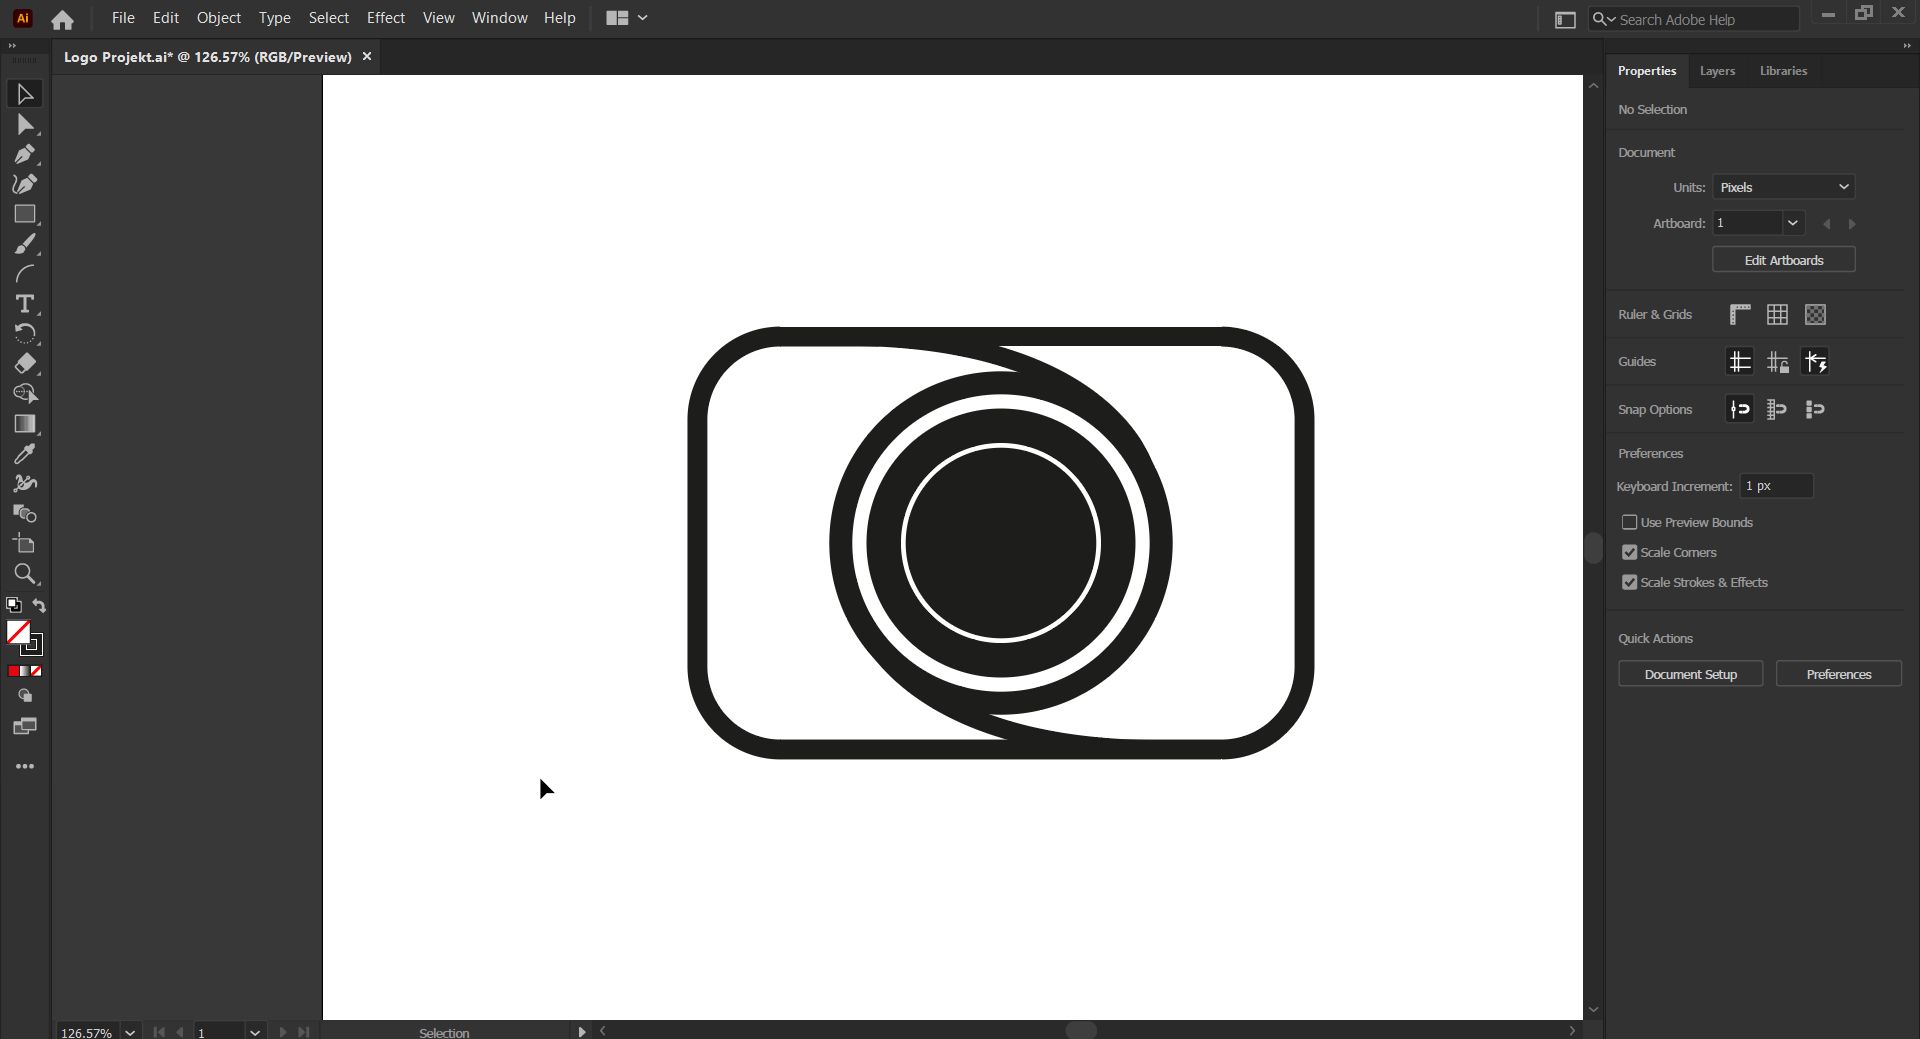 Ai File Edit Object Type Select Effect View Window Help Search Adobe Help
Logo Projekt.ai* @ 126.57% (RGB/Preview)
Properties Layers Libraries
No Selection
Document
Units: Pixels
Artboard: 1
Edit Artboards
Ruler & Grids
Guides
Snap Options
Preferences
Keyboard Increment: 1 px
Use Preview Bounds
Scale Corners
Scale Strokes & Effects
Quick Actions
Document Setup Preferences
126.57% 1 Selection